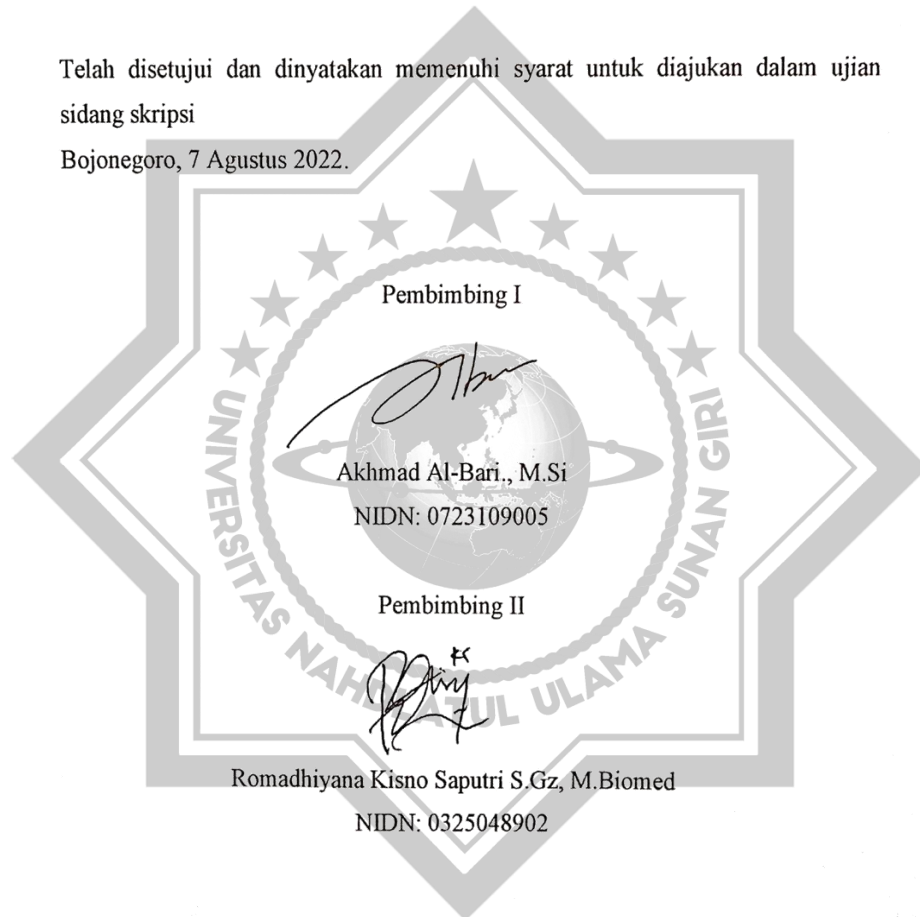 Telah disetujui dan dinyatakan memenuhi syarat untuk diajukan dalam ujian
sidang skripsi
Bojonegoro, 7 Agustus 2022.
Pembimbing I
Akhmad Al-Bari., M.Si
NIDN: 0723109005
Pembimbing II
Romadhiyana Kisno Saputri S.Gz, M.Biomed
NIDN: 0325048902
UNIVERSITAS NAHDLATUL ULAMA SUNAN GIRI